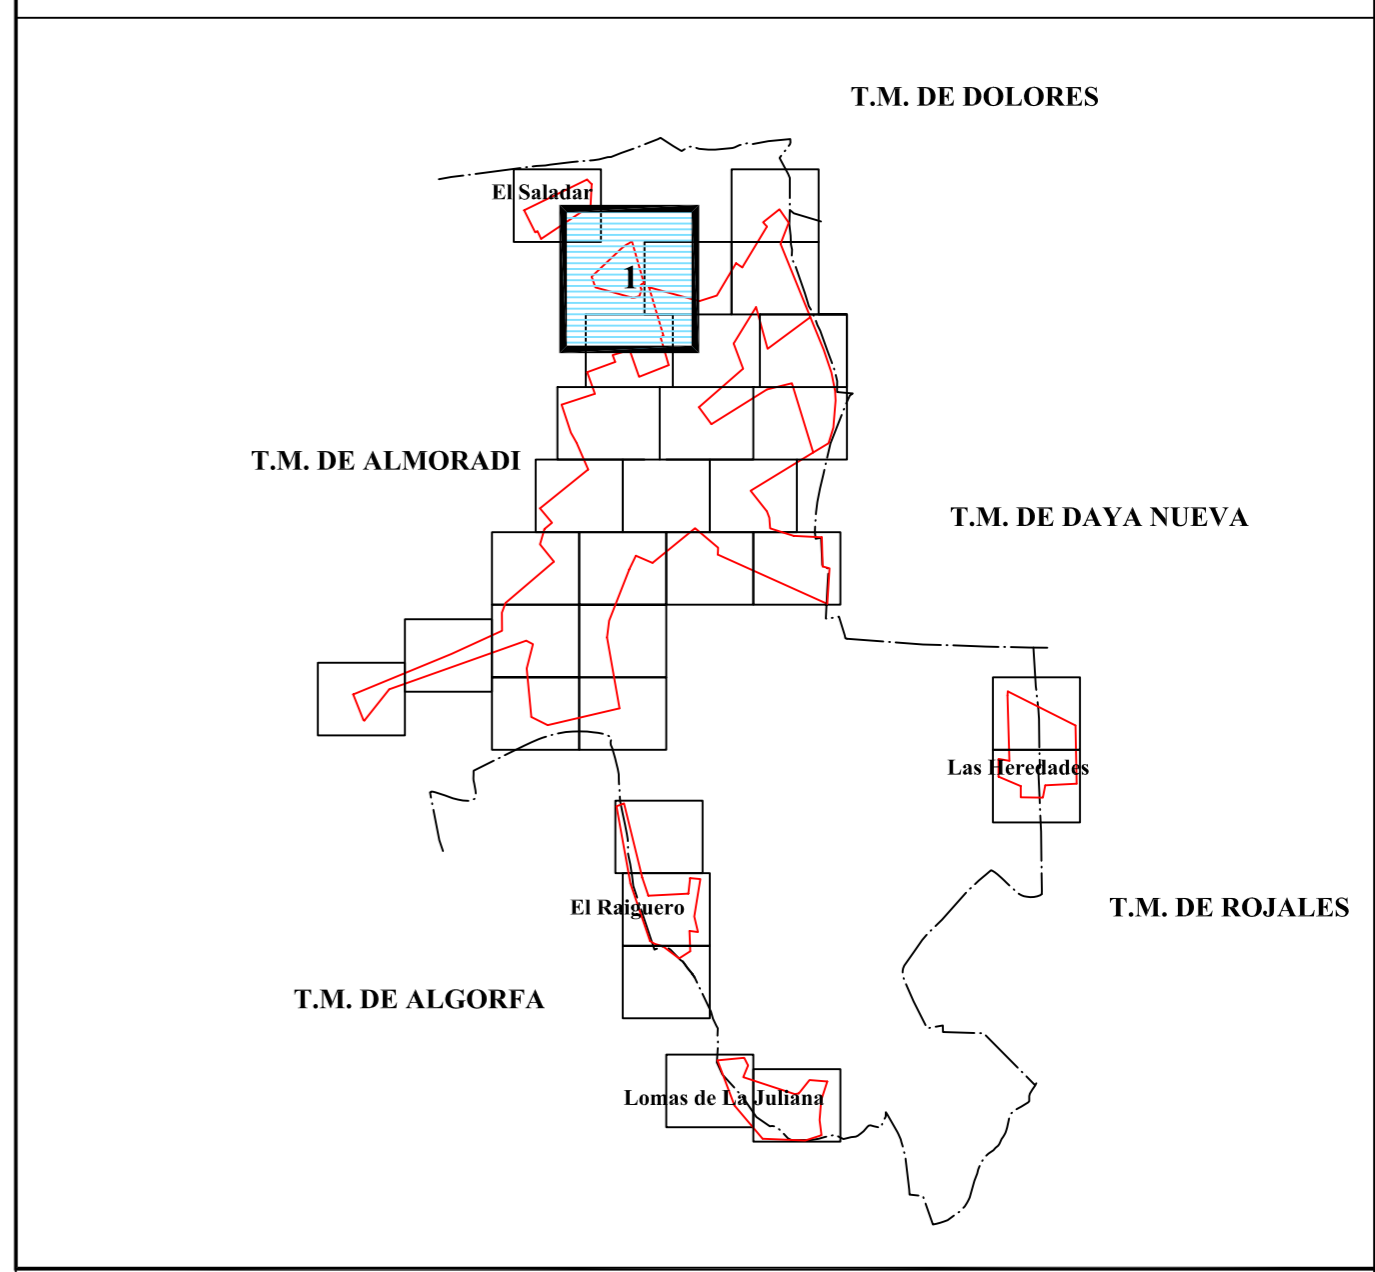 T.M. DE DOLORES
El Saladar
1
T.M. DE ALMORADI
T.M. DE DAYA NUEVA
Las Heredades
El Raiguero
T.M. DE ROJALES
T.M. DE ALGORFA
Lomas de La Juliana